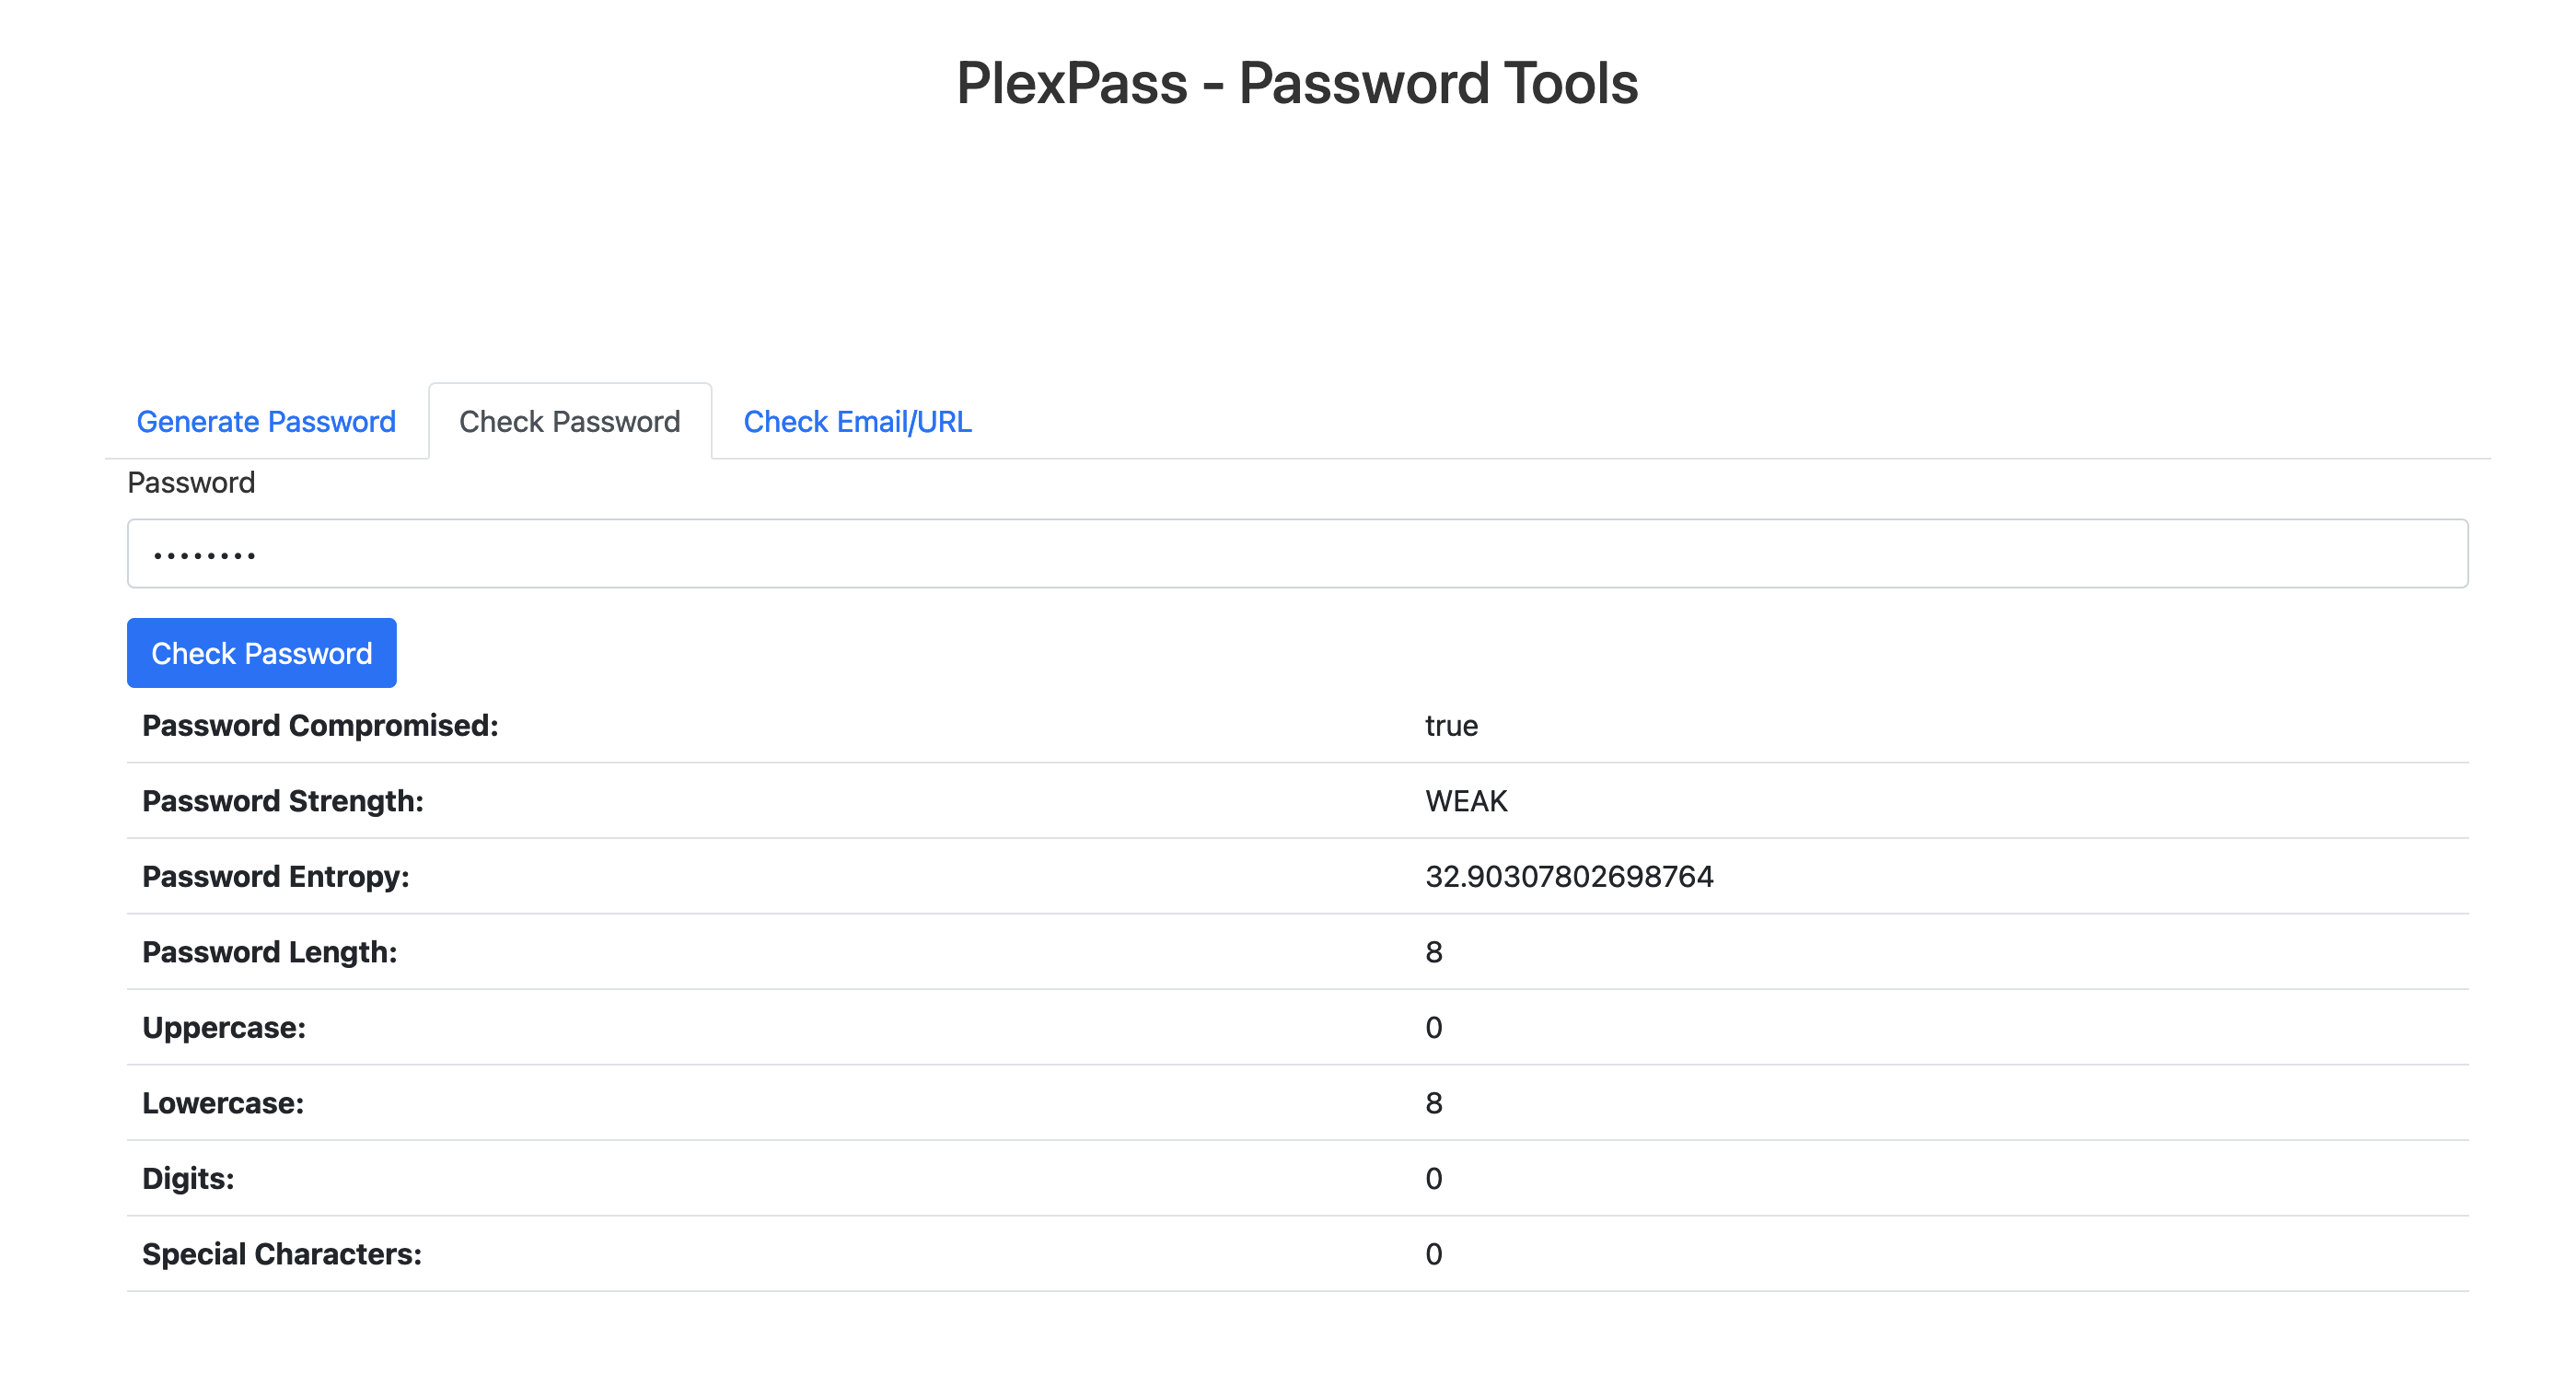 PlexPass - Password Tools
Generate Password Check Password Check Email/URL
Password
••••••••
Check Password
Password Compromised: true
Password Strength: WEAK
Password Entropy: 32.90307802698764
Password Length: 8
Uppercase: 0
Lowercase: 8
Digits: 0
Special Characters: 0